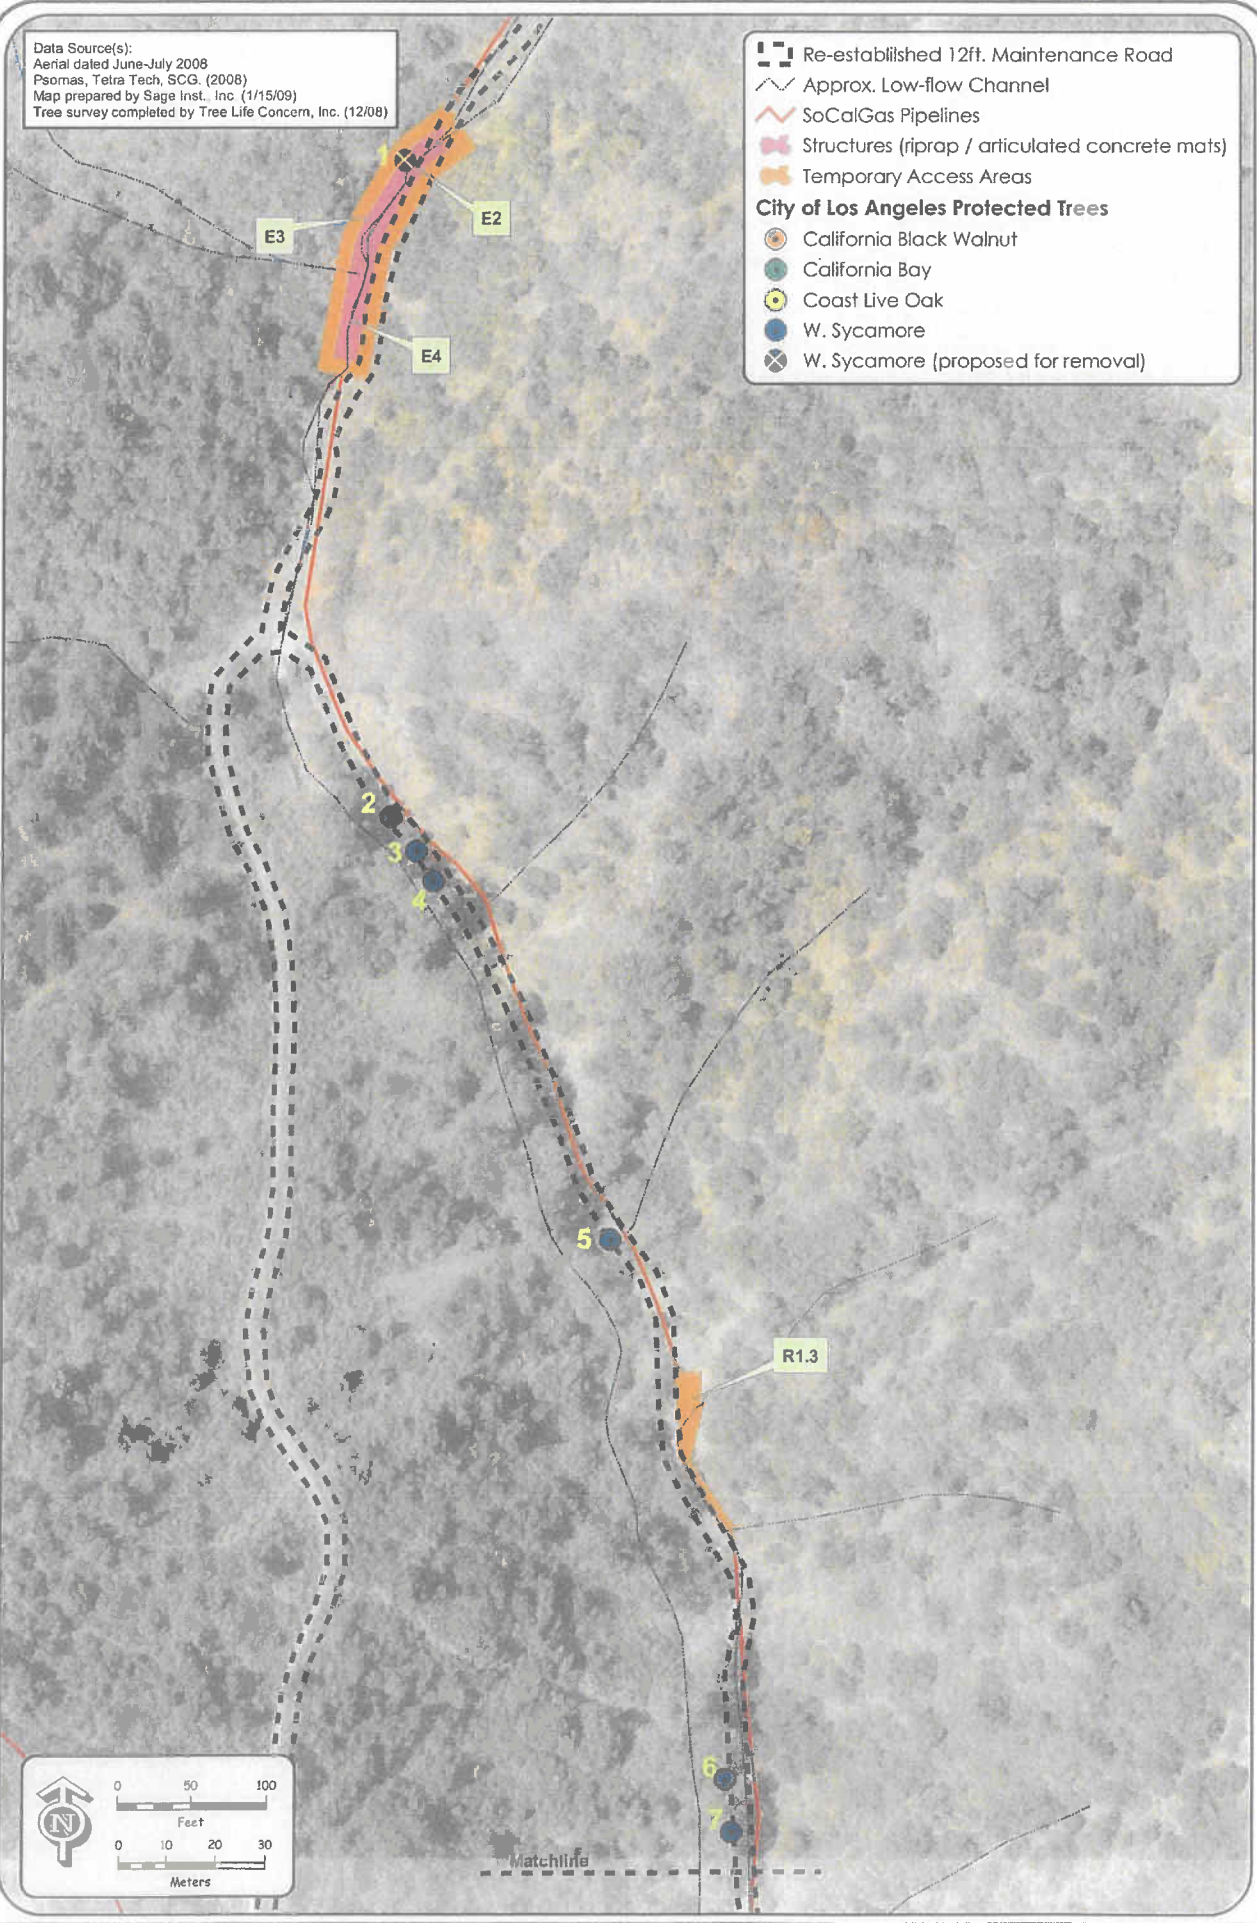 Data Source(s):
Aerial dated June-July 2008
Psomas, Tetra Tech, SCG. (2008)
Map prepared by Sage Inst., Inc (1/15/09)
Tree survey completed by Tree Life Concern, Inc. (12/08)
Re-establilshed 12ft. Maintenance Road
Approx. Low-flow Channel
SoCalGas Pipelines
Structures (riprap / articulated concrete mats)
Temporary Access Areas
City of Los Angeles Protected Trees
California Black Walnut
California Bay
Coast Live Oak
W. Sycamore
W. Sycamore (proposed for removal)
1
E2
E3
E4
2
3
4
5
R1.3
6
7
Matchline
N
0 50 100
Feet
0 10 20 30
Meters